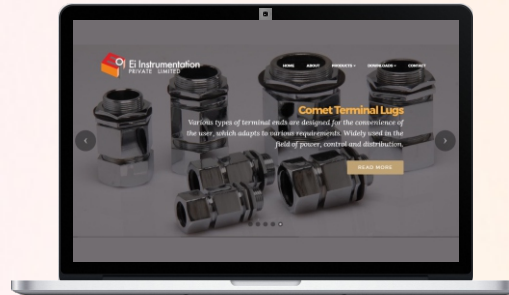 Ei Instrumentation
PRIVATE LIMITED
HOME ABOUT PRODUCTS DOWNLOADS CONTACT
Comet Terminal Lugs
Various types of terminal ends are designed for the convenience of
the user, which adapts to various requirements. Widely used in the
field of power, control and distribution.
READ MORE